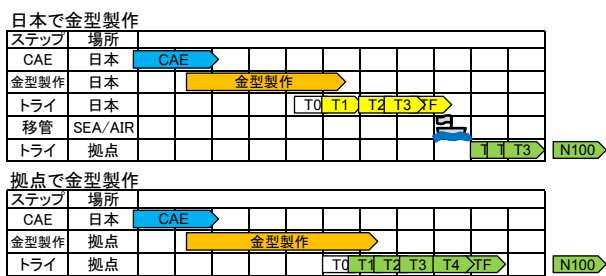 日本で金型製作
ステップ 場所
CAE 日本 CAE
金型製作 日本 金型製作
トライ 日本 T0 T1 T2 T3 TF
移管 SEA/AIR
トライ 拠点 T T T3 N100
拠点で金型製作
ステップ 場所
CAE 日本 CAE
金型製作 拠点 金型製作
トライ 拠点 T0 T1 T2 T3 T4 TF N100